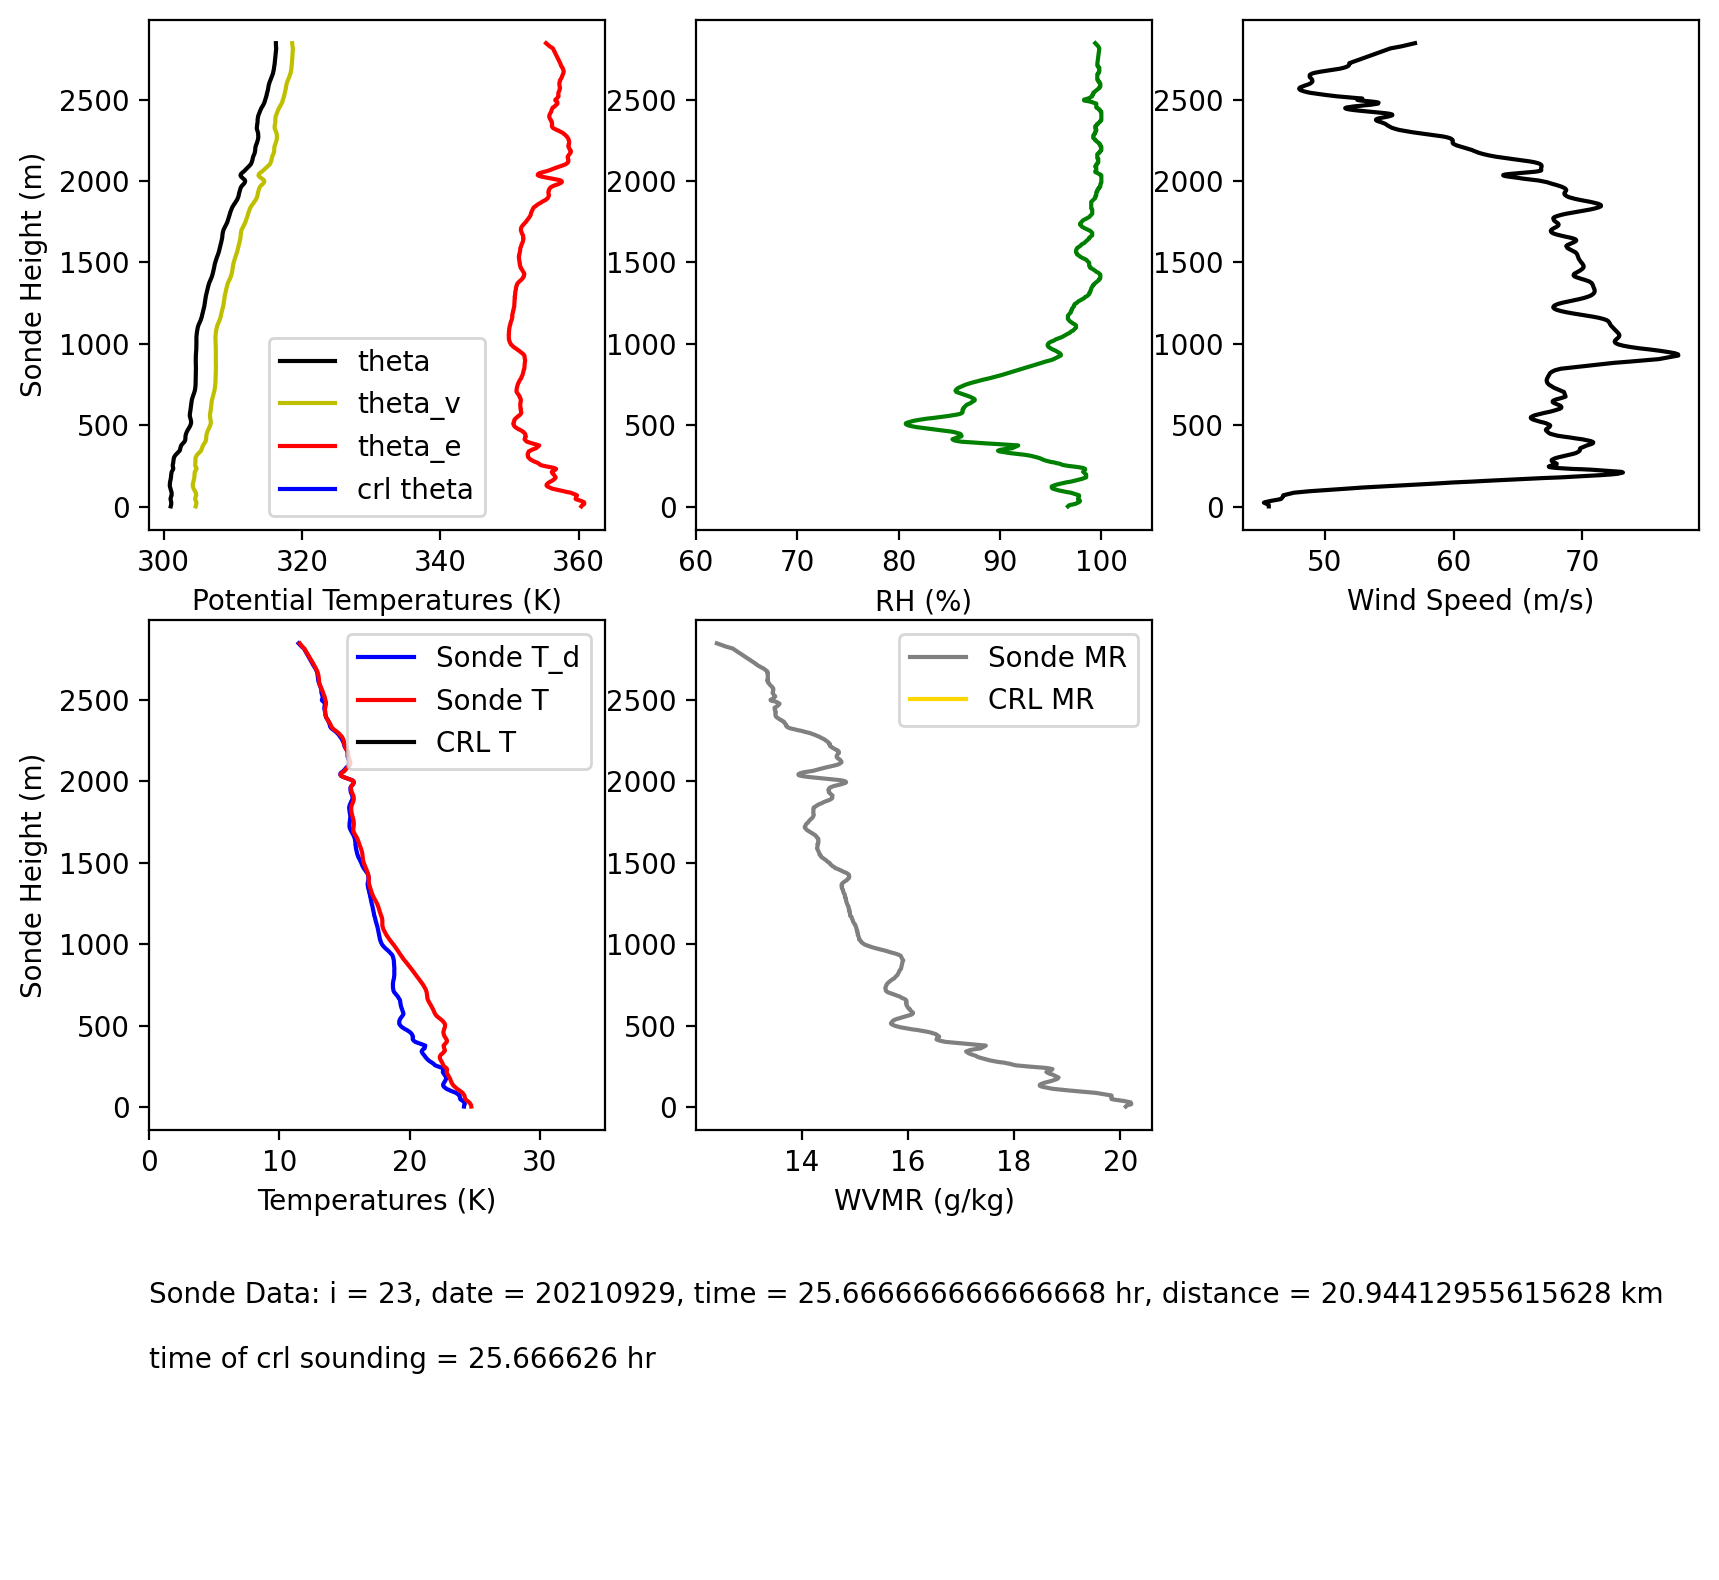 2500
2000
1500
1000
500
0
Sonde Height (m)
theta
theta_v
theta_e
crl theta
300 320 340 360
Potential Temperatures (K)
2500
2000
1500
1000
500
0
60 70 80 90 100
RH (%)
2500
2000
1500
1000
500
0
50 60 70
Wind Speed (m/s)
2500
2000
1500
1000
500
0
Sonde Height (m)
Sonde T_d
Sonde T
CRL T
0 10 20 30
Temperatures (K)
2500
2000
1500
1000
500
0
Sonde MR
CRL MR
14 16 18 20
WVMR (g/kg)
Sonde Data: i = 23, date = 20210929, time = 25.666666666666668 hr, distance = 20.94412955615628 km
time of crl sounding = 25.666626 hr